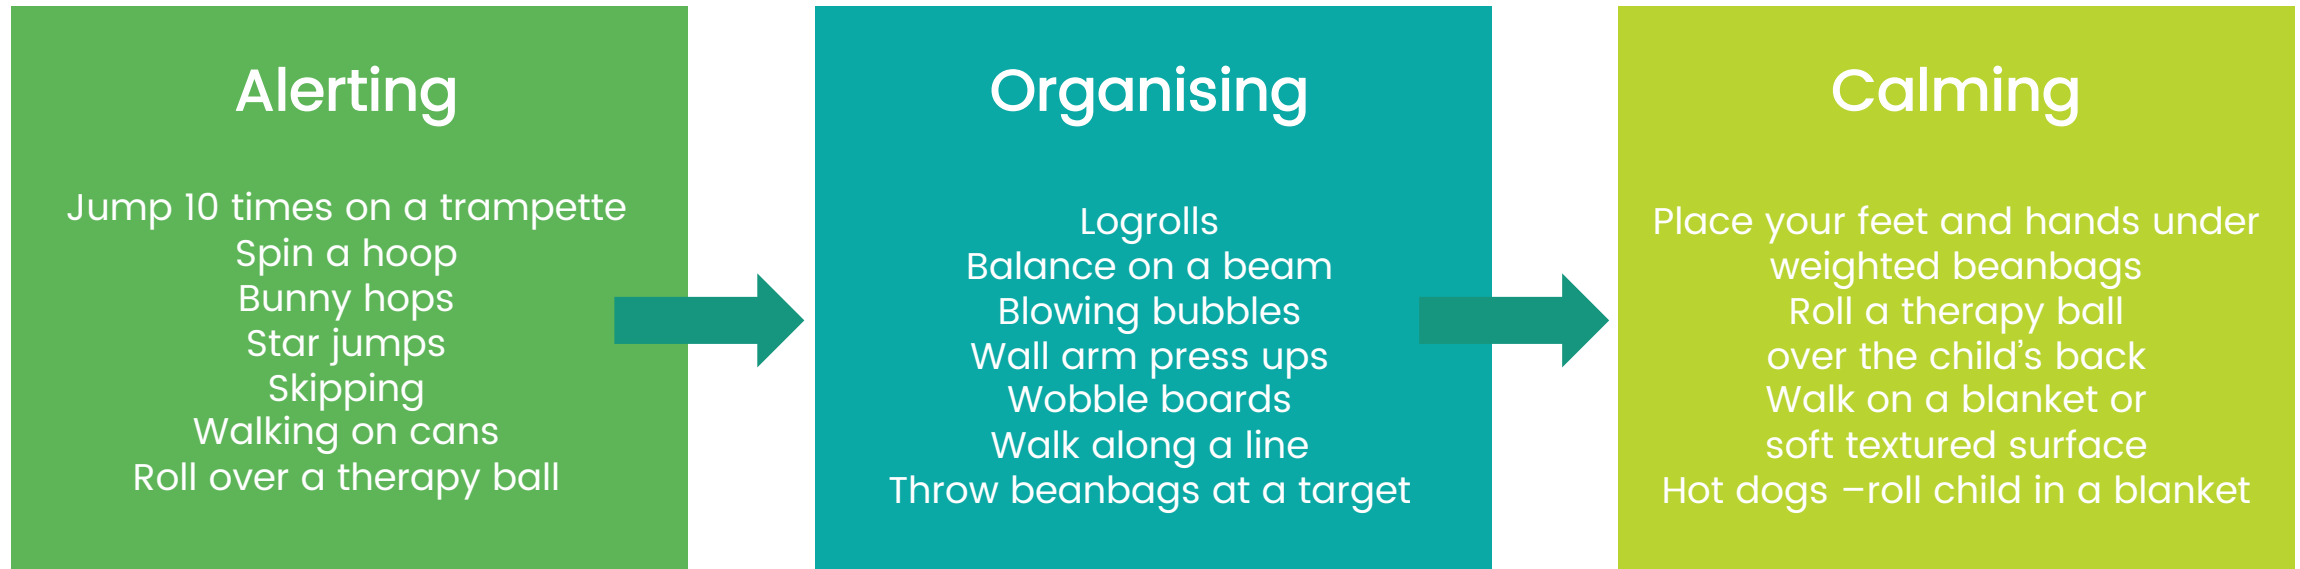 Alerting
Jump 10 times on a trampette
Spin a hoop
Bunny hops
Star jumps
Skipping
Walking on cans
Roll over a therapy ball
Organising
Logrolls
Balance on a beam
Blowing bubbles
Wall arm press ups
Wobble boards
Walk along a line
Throw beanbags at a target
Calming
Place your feet and hands under
weighted beanbags
Roll a therapy ball
over the child’s back
Walk on a blanket or
soft textured surface
Hot dogs –roll child in a blanket